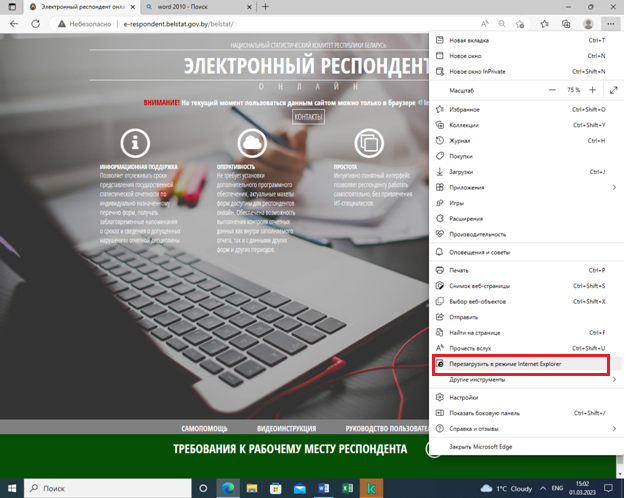 Электронный респондент онла
word 2010 - Поиск
Небезопасно
e-respondent.belstat.gov.by/belstat/
НАЦИОНАЛЬНЫЙ СТАТИСТИЧЕСКИЙ КОМИТЕТ РЕСПУБЛИКИ БЕЛАРУСЬ
ЭЛЕКТРОННЫЙ РЕСПОНДЕНТ
ОНЛАЙН
ВНИМАНИЕ! На текущий момент пользоваться данным сайтом можно только в браузере
КОНТАКТЫ
ИНФОРМАЦИОННАЯ ПОДДЕРЖКА
Позволяет отслеживать сроки
представления государственной
статистической отчетности по
индивидуально назначенному
перечню форм, получать
заблаговременные напоминания
о сроках и сведения о допущенных
нарушениях отчетной дисциплины.
ОПЕРАТИВНОСТЬ
Не требует установки
дополнительного программного
обеспечения, актуальные макеты
форм доступны для респондентов
онлайн. Обеспечена возможность
выполнения контроля отчетных
данных как внутри заполняемого
отчета, так и с данными других
форм и других периодов.
ПРОСТОТА
Интуитивно понятный интерфейс
позволяет респонденту работать
самостоятельно, без привлечения
ИТ-специалистов.
САМОПОМОЩЬ ВИДЕОИНСТРУКЦИЯ РУКОВОДСТВО ПОЛЬЗОВАТЕЛ
ТРЕБОВАНИЯ К РАБОЧЕМУ МЕСТУ РЕСПОНДЕНТА
Новая вкладка Ctrl+T
Новое окно Ctrl+N
Новое окно InPrivate Ctrl+Shift+N
Масштаб — 75 % +
Избранное Ctrl+Shift+O
Коллекции Ctrl+Shift+Y
Журнал Ctrl+H
Покупки
Загрузки Ctrl+J
Приложения
Игры
Расширения
Производительность
Оповещения и советы
Печать Ctrl+P
Снимок веб-страницы Ctrl+Shift+S
Выбор веб-объектов Ctrl+Shift+X
Отправить
Найти на странице Ctrl+F
Прочесть вслух Ctrl+Shift+U
Перезагрузить в режиме Internet Explorer
Другие инструменты
Настройки
Показать боковую панель Ctrl+Shift+/
Справка и отзывы
Закрыть Microsoft Edge
Поиск
1°C Cloudy
ENG
15:02
01.03.2023